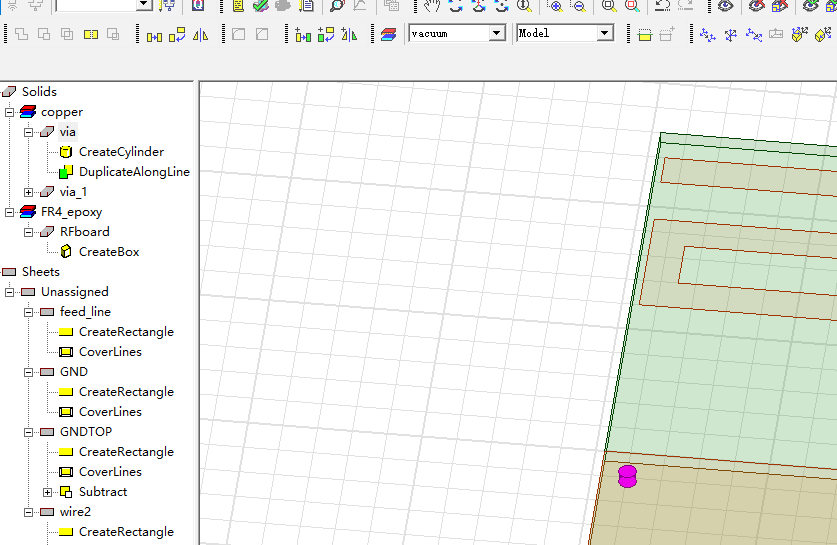 vacuum
Model
Solids
copper
via
CreateCylinder
DuplicateAlongLine
via_1
FR4_epoxy
RFboard
CreateBox
Sheets
Unassigned
feed_line
CreateRectangle
CoverLines
GND
CreateRectangle
CoverLines
GNDTOP
CreateRectangle
CoverLines
Subtract
wire2
CreateRectangle